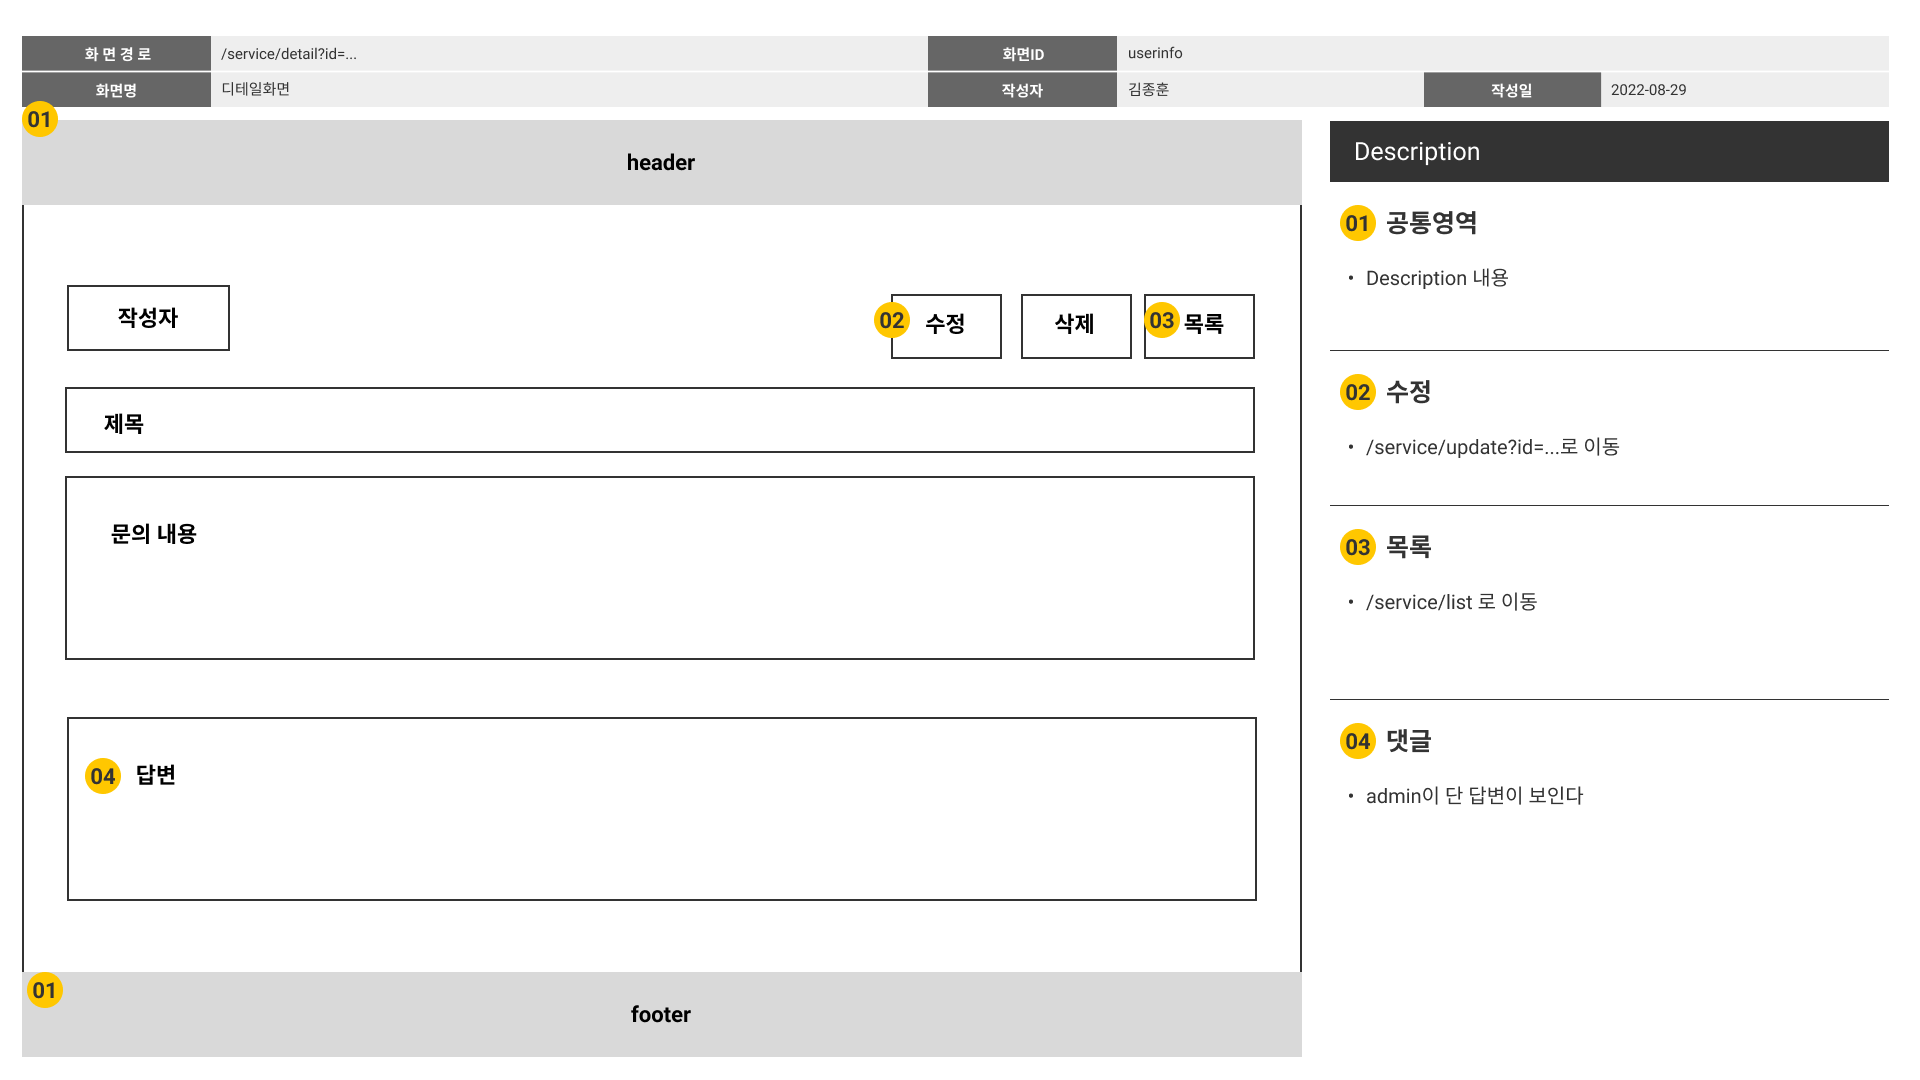 화 면 경 로 /service/detail?id=... 화면ID userinfo
화면명 디테일화면 작성자 김종훈 작성일 2022-08-29
01
header
작성자
02 수정 삭제 03 목록
제목
문의 내용
04 답변
01
footer
Description
01 공통영역
• Description 내용
02 수정
• /service/update?id=...로 이동
03 목록
• /service/list 로 이동
04 댓글
• admin이 단 답변이 보인다